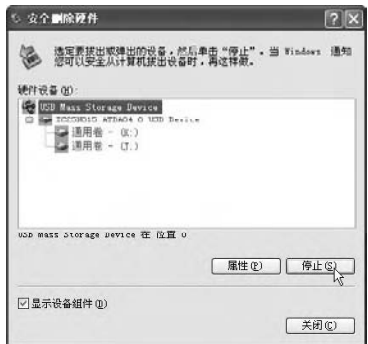 安全删除硬件
选定要拔出或弹出的设备，然后单击“停止”。当 Windows 通知
您可以安全从计算机拔出设备时，再这样做。
硬件设备(H):
USB Mass Storage Device
USB Device
通用卷 - (K:)
通用卷 - (J:)
USB Mass Storage Device 在 位置 0
属性(P)
停止(S)
显示设备组件(D)
关闭(C)